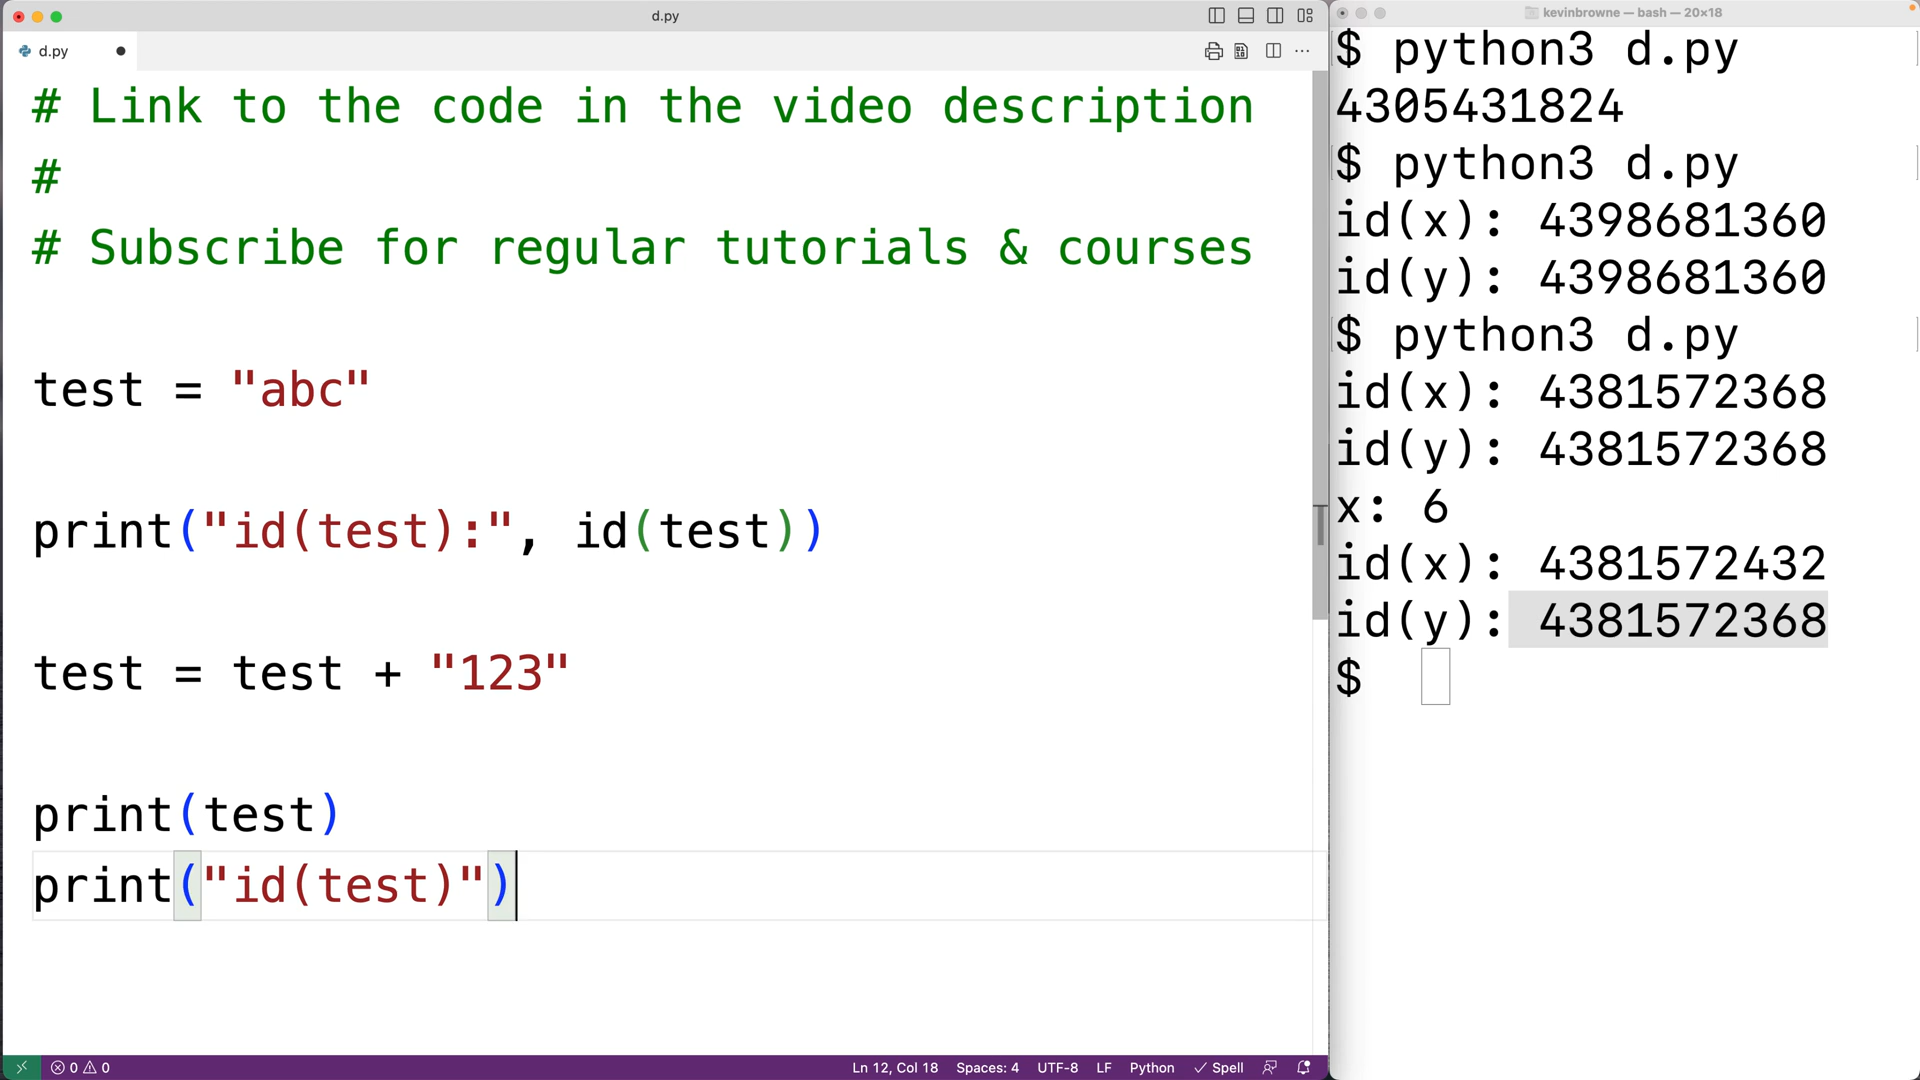 d.py
d.py
# Link to the code in the video description
#
# Subscribe for regular tutorials & courses
test = "abc"
print("id(test):", id(test))
test = test + "123"
print(test)
print("id(test)")
0 0
Ln 12, Col 18 Spaces: 4 UTF-8 LF Python Spell
kevinbrowne — bash — 20×18
$ python3 d.py
4305431824
$ python3 d.py
id(x): 4398681360
id(y): 4398681360
$ python3 d.py
id(x): 4381572368
id(y): 4381572368
x: 6
id(x): 4381572432
id(y): 4381572368
$